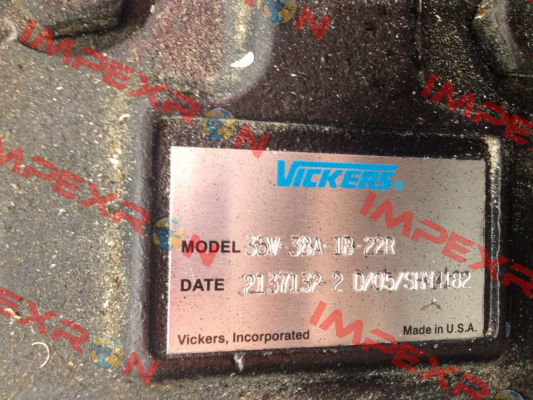 VICKERS®
MODEL 35V-38A-1B-22R
DATE 2137132-2 D/05/SHN4182
Vickers, Incorporated Made in U.S.A.
IMPEXRON
IMPEXRON
IMPEXRON
IMPEXRON
IMPEXRON